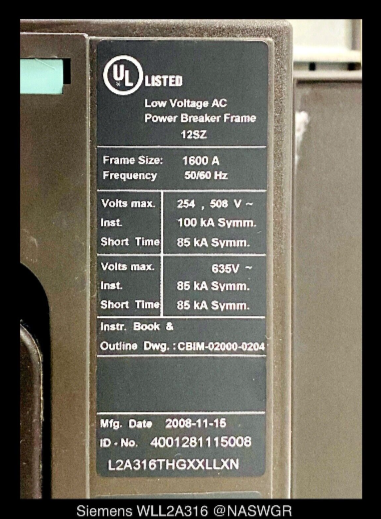 UL LISTED
Low Voltage AC
Power Breaker Frame
12SZ
Frame Size: 1600 A
Frequency 50/60 Hz
Volts max. 254 , 508 V ~
Inst. 100 kA Symm.
Short Time 85 kA Symm.
Volts max. 635V ~
Inst. 85 kA Symm.
Short Time 85 kA Symm.
Instr. Book &
Outline Dwg. : CBIM-02000-0204
Mfg. Date 2008-11-15
ID - No. 4001281115008
L2A316THGXXLLXN
Siemens WLL2A316 @NASWGR